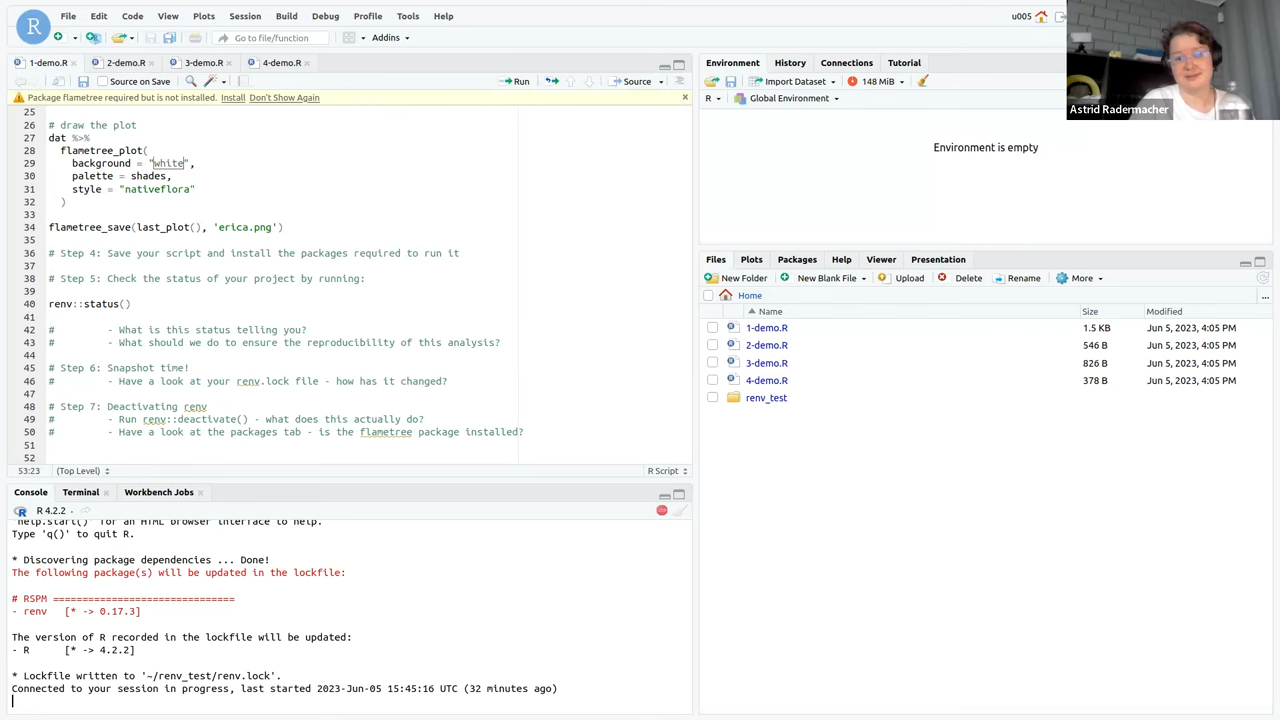 R File Edit Code View Plots Session Build Debug Profile Tools Help u005
Go to file/function Addins
1-demo.R 2-demo.R 3-demo.R 4-demo.R
Source on Save Run Source
Package flametree required but is not installed. Install Don't Show Again
25
26 # draw the plot
27 dat %>%
28 flametree_plot(
29 background = "white",
30 palette = shades,
31 style = "nativeflora"
32 )
33
34 flametree_save(last_plot(), 'erica.png')
35
36 # Step 4: Save your script and install the packages required to run it
37
38 # Step 5: Check the status of your project by running:
39
40 renv::status()
41
42 # - What is this status telling you?
43 # - What should we do to ensure the reproducibility of this analysis?
44
45 # Step 6: Snapshot time!
46 # - Have a look at your renv.lock file - how has it changed?
47
48 # Step 7: Deactivating renv
49 # - Run renv::deactivate() - what does this actually do?
50 # - Have a look at the packages tab - is the flametree package installed?
51
52
53:23 (Top Level) R Script
Console Terminal Workbench Jobs
R 4.2.2 ·
'help.start()' for an HTML browser interface to help.
Type 'q()' to quit R.
* Discovering package dependencies ... Done!
The following package(s) will be updated in the lockfile:
# RSPM ===============================
- renv [* -> 0.17.3]
The version of R recorded in the lockfile will be updated:
- R [* -> 4.2.2]
* Lockfile written to '~/renv_test/renv.lock'.
Connected to your session in progress, last started 2023-Jun-05 15:45:16 UTC (32 minutes ago)
Environment History Connections Tutorial
Import Dataset 148 MiB
R Global Environment
Environment is empty
Astrid Radermacher
Files Plots Packages Help Viewer Presentation
New Folder New Blank File Upload Delete Rename More
Home ...
Name Size Modified
1-demo.R 1.5 KB Jun 5, 2023, 4:05 PM
2-demo.R 546 B Jun 5, 2023, 4:05 PM
3-demo.R 826 B Jun 5, 2023, 4:05 PM
4-demo.R 378 B Jun 5, 2023, 4:05 PM
renv_test